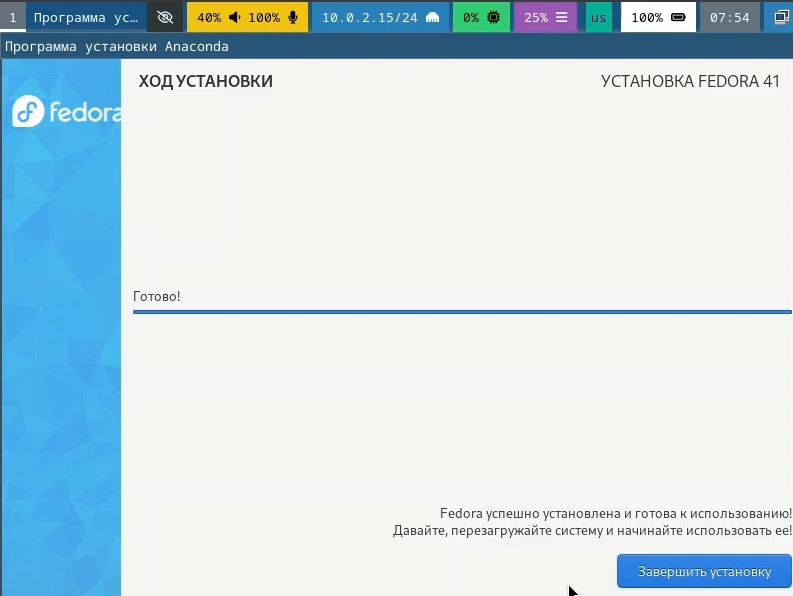 1 Программа ус… 40% 100% 10.0.2.15/24 0% 25% us 100% 07:54
Программа установки Anaconda
fedora
ХОД УСТАНОВКИ УСТАНОВКА FEDORA 41
Готово!
Fedora успешно установлена и готова к использованию!
Давайте, перезагружайте систему и начинайте использовать ее!
Завершить установку